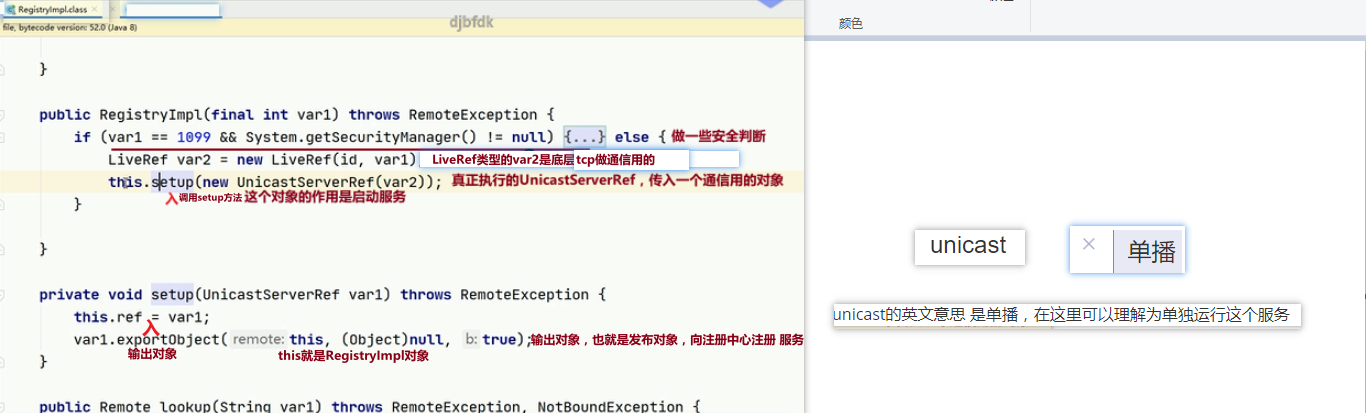 RegistryImpl.class
颜色
file, bytecode version: 52.0 (Java 8)
djbfdk
}
public RegistryImpl(final int var1) throws RemoteException {
if (var1 == 1099 && System.getSecurityManager() != null) {...} else { 做一些安全判断
LiveRef var2 = new LiveRef(id, var1) LiveRef类型的var2是底层tcp做通信用的
this.setup(new UnicastServerRef(var2)); 真正执行的UnicastServerRef，传入一个通信用的对象
调用setup方法 这个对象的作用是启动服务
}
}
unicast
单播
private void setup(UnicastServerRef var1) throws RemoteException {
unicast的英文意思 是单播，在这里可以理解为单独运行这个服务
this.ref = var1;
var1.exportObject( remote: this, (Object)null, b: true);输出对象，也就是发布对象，向注册中心注册 服务
输出对象
this就是RegistryImpl对象
}
public Remote lookup(String var1) throws RemoteException, NotBoundException {